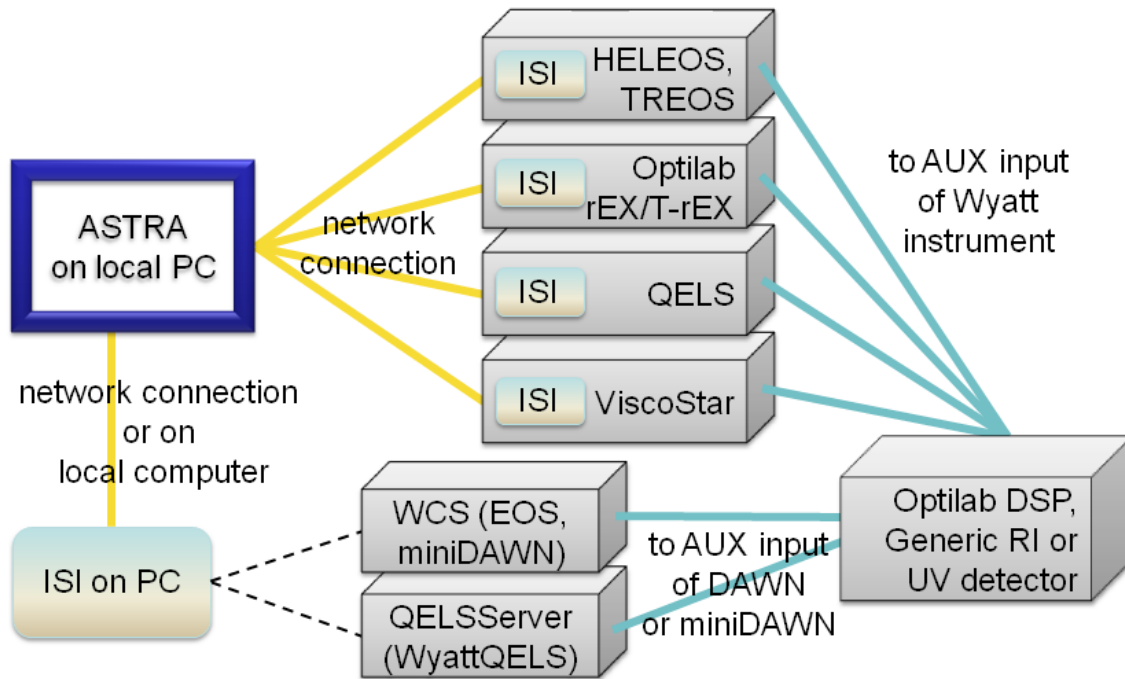 ISI
HELEOS,
TREOS
ISI
Optilab
rEX/T-rEX
ISI
QELS
ISI
ViscoStar
ASTRA
on local PC
network
connection
to AUX input
of Wyatt
instrument
network connection
or on
local computer
ISI on PC
WCS (EOS,
miniDAWN)
QELSServer
(WyattQELS)
to AUX input
of DAWN
or miniDAWN
Optilab DSP,
Generic RI or
UV detector